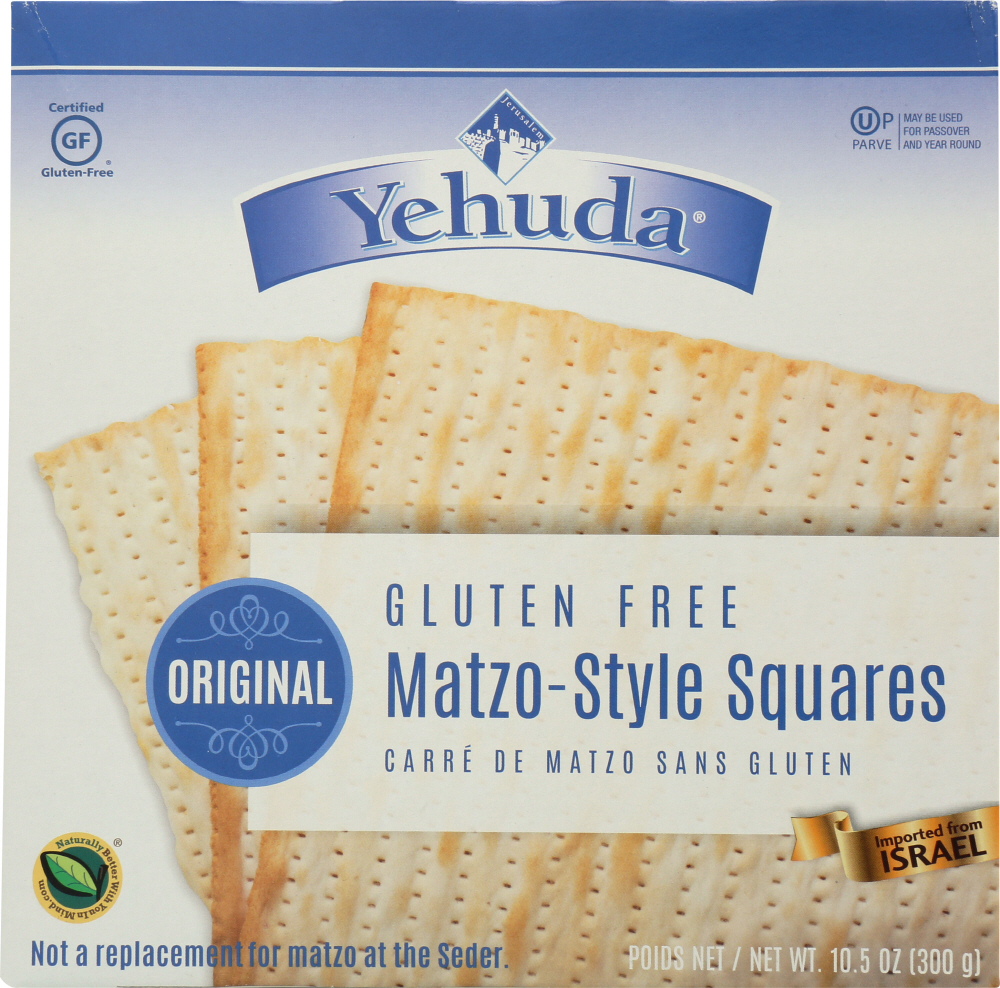 Certified
GF
®
Gluten-Free
Jerusalem
Yehuda®
UP
PARVE
MAY BE USED
FOR PASSOVER
AND YEAR ROUND
ORIGINAL
GLUTEN FREE
Matzo-Style Squares
CARRÉ DE MATZO SANS GLUTEN
Imported from
ISRAEL
NaturallyBetterWithYouInMind.com
®
Not a replacement for matzo at the Seder.
POIDS NET / NET WT. 10.5 OZ (300 g)